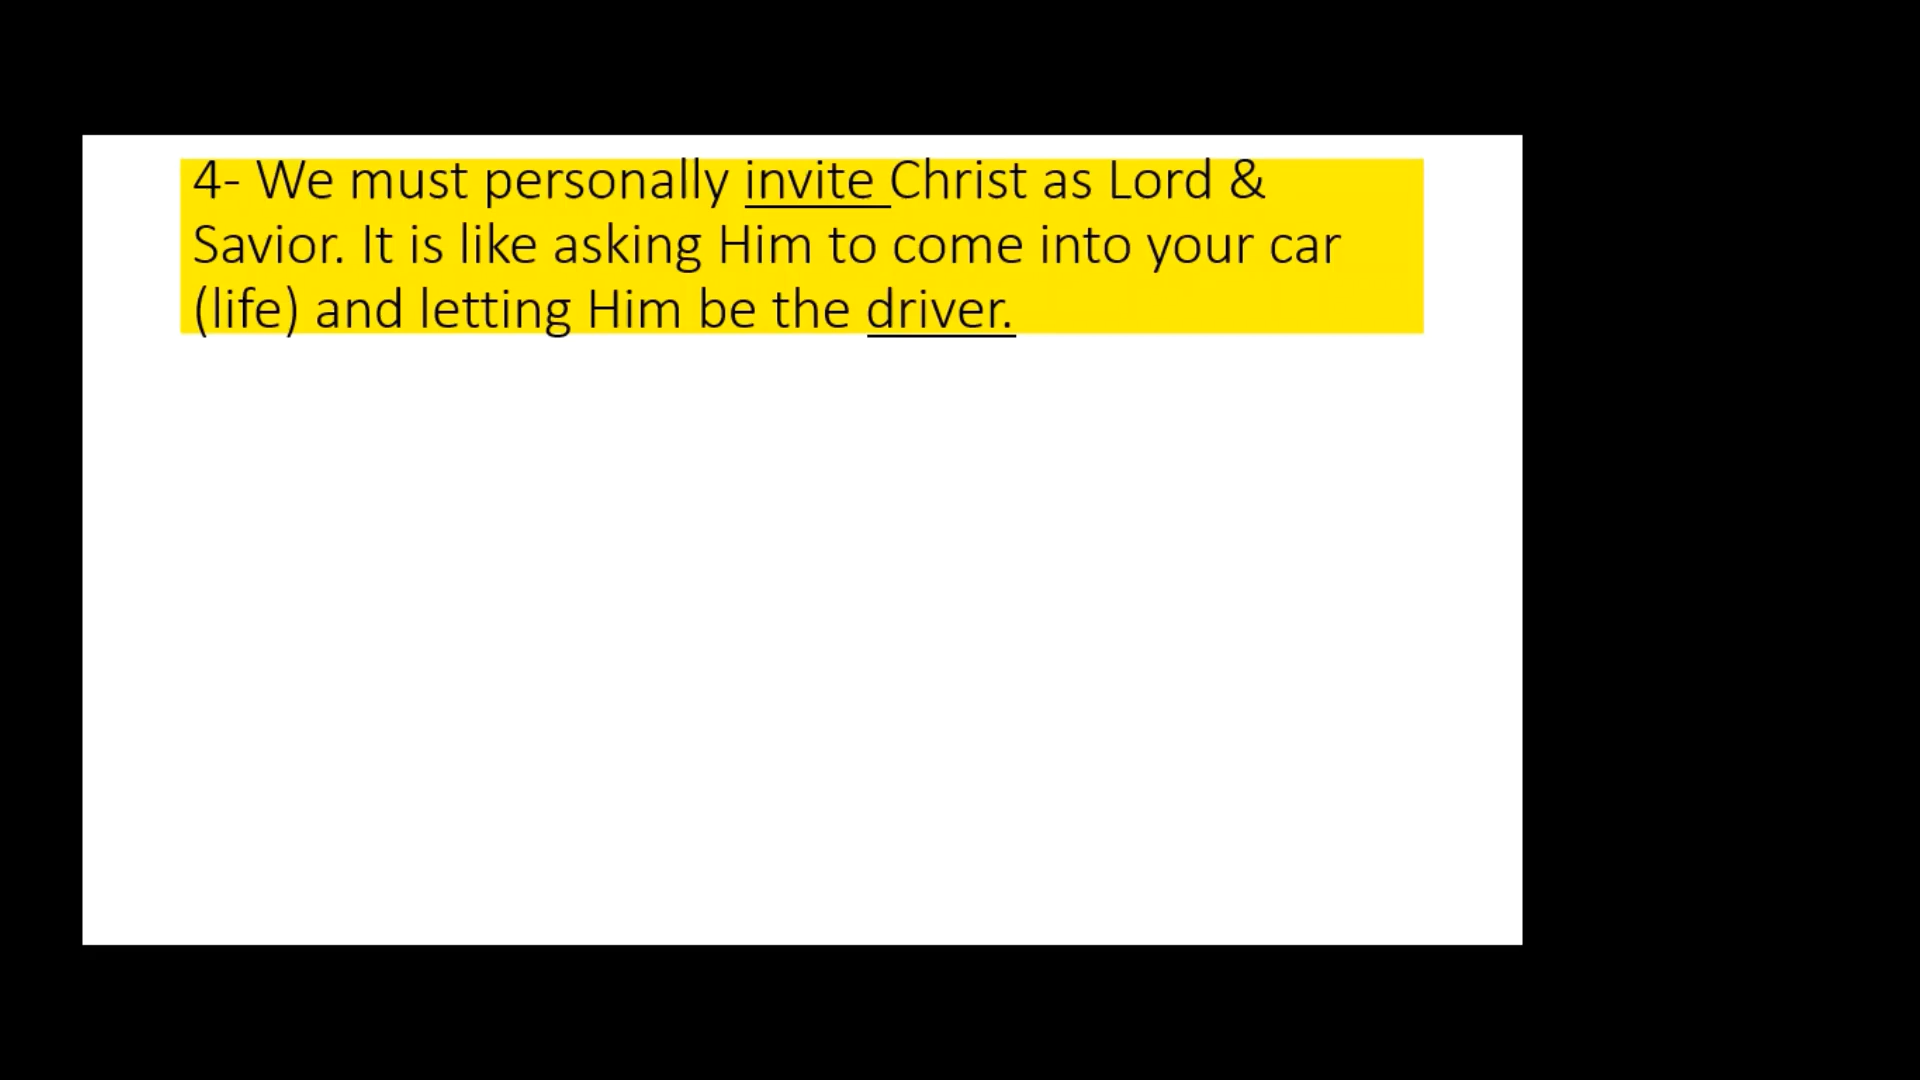 4- We must personally invite Christ as Lord &
Savior. It is like asking Him to come into your car
(life) and letting Him be the driver.